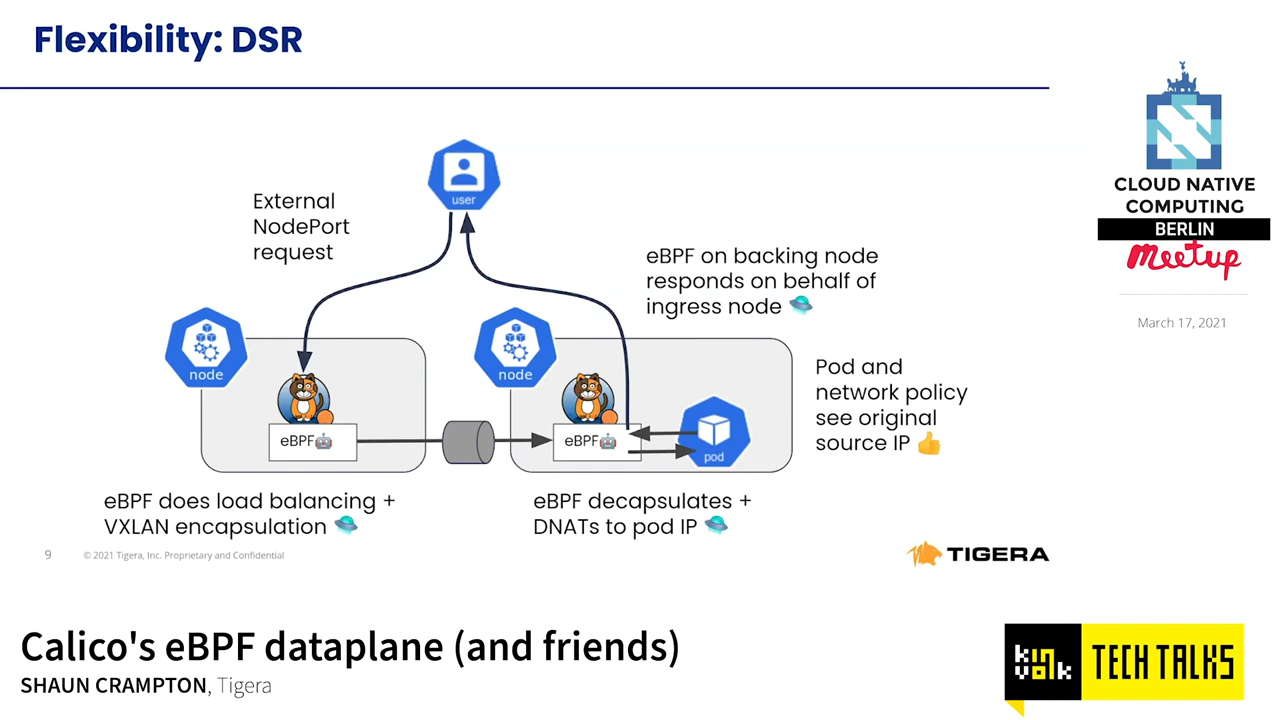 Flexibility: DSR
user
External
NodePort
request
eBPF on backing node
responds on behalf of
ingress node 🛸
node
node
eBPF🤖
eBPF🤖
pod
Pod and
network policy
see original
source IP 👍
eBPF does load balancing +
VXLAN encapsulation 🛸
eBPF decapsulates +
DNATs to pod IP 🛸
9
© 2021 Tigera, Inc. Proprietary and Confidential
TIGERA
CLOUD NATIVE
COMPUTING
BERLIN
meetup
March 17, 2021
Calico's eBPF dataplane (and friends)
SHAUN CRAMPTON, Tigera
kinvolk
TECH TALKS